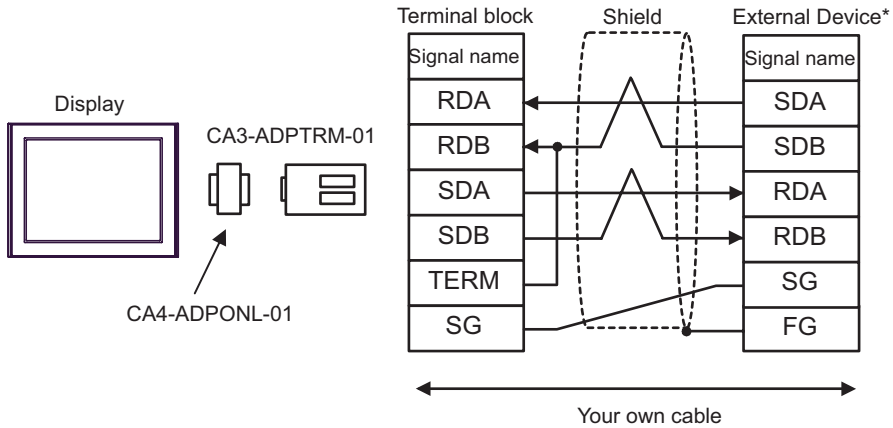 Terminal block Shield External Device*
Signal name Signal name
RDA SDA
RDB SDB
SDA RDA
SDB RDB
TERM SG
SG FG
Display
CA3-ADPTRM-01
CA4-ADPONL-01
Your own cable